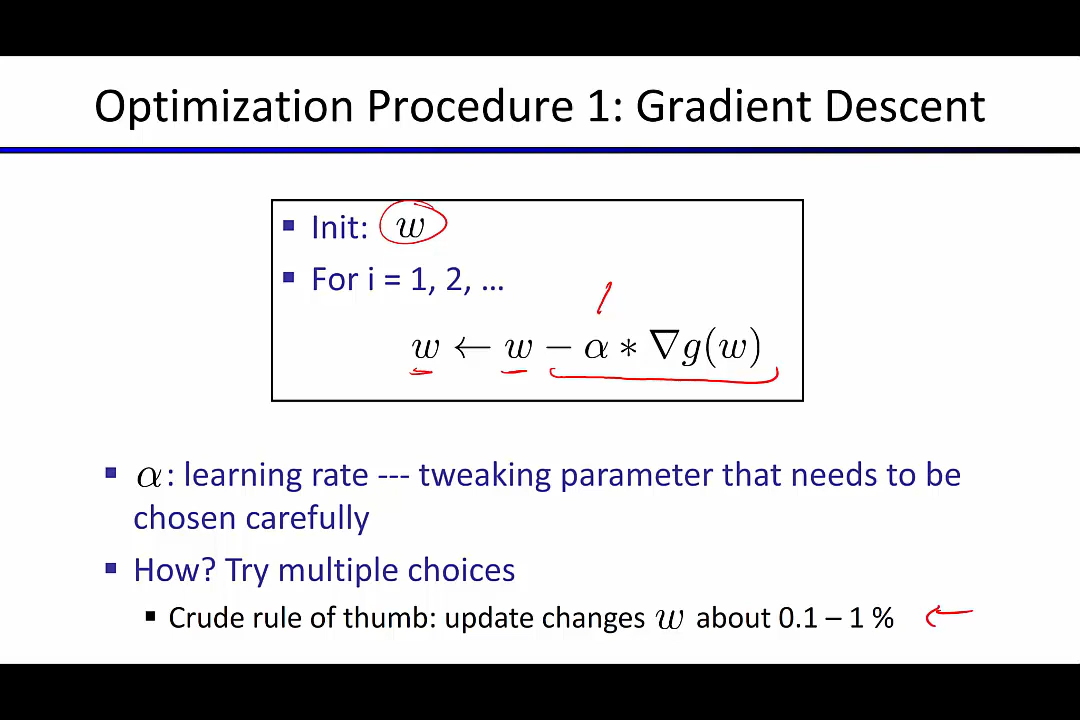 Optimization Procedure 1: Gradient Descent
▪ Init: w
▪ For i = 1, 2, …
w ← w − α ∗ ∇g(w)
▪ α: learning rate --- tweaking parameter that needs to be
chosen carefully
▪ How? Try multiple choices
▪ Crude rule of thumb: update changes w about 0.1 – 1 %